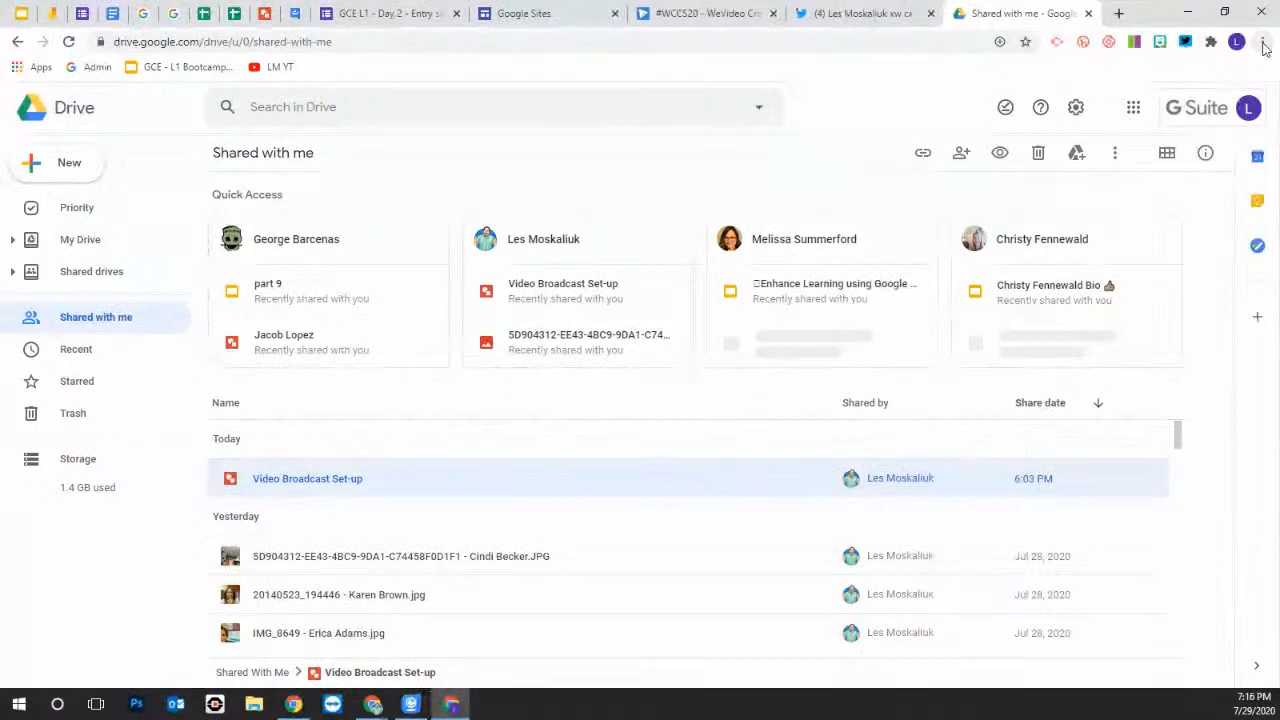 GCE L1 - Day 2 - Entry s
Google Sites
#WCCS20 - WeVideo Cr
(4) Les Moskaliuk xw ск
Shared with me - Google
drive.google.com/drive/u/0/shared-with-me
Apps
Admin
GCE - L1 Bootcamp...
LM YT
Drive
Search in Drive
G Suite
L
New
Shared with me
Priority
My Drive
Shared drives
Shared with me
Recent
Starred
Trash
Storage
1.4 GB used
Quick Access
George Barcenas
Les Moskaliuk
Melissa Summerford
Christy Fennewald
part 9
Recently shared with you
Video Broadcast Set-up
Recently shared with you
Enhance Learning using Google ...
Recently shared with you
Christy Fennewald Bio 👍
Recently shared with you
Jacob Lopez
Recently shared with you
5D904312-EE43-4BC9-9DA1-C74...
Recently shared with you
Name
Shared by
Share date
Today
Video Broadcast Set-up
Les Moskaliuk
6:03 PM
Yesterday
5D904312-EE43-4BC9-9DA1-C74458F0D1F1 - Cindi Becker.JPG
Les Moskaliuk
Jul 28, 2020
20140523_194446 - Karen Brown.jpg
Les Moskaliuk
Jul 28, 2020
IMG_8649 - Erica Adams.jpg
Les Moskaliuk
Jul 28, 2020
Shared With Me
Video Broadcast Set-up
7:16 PM
7/29/2020